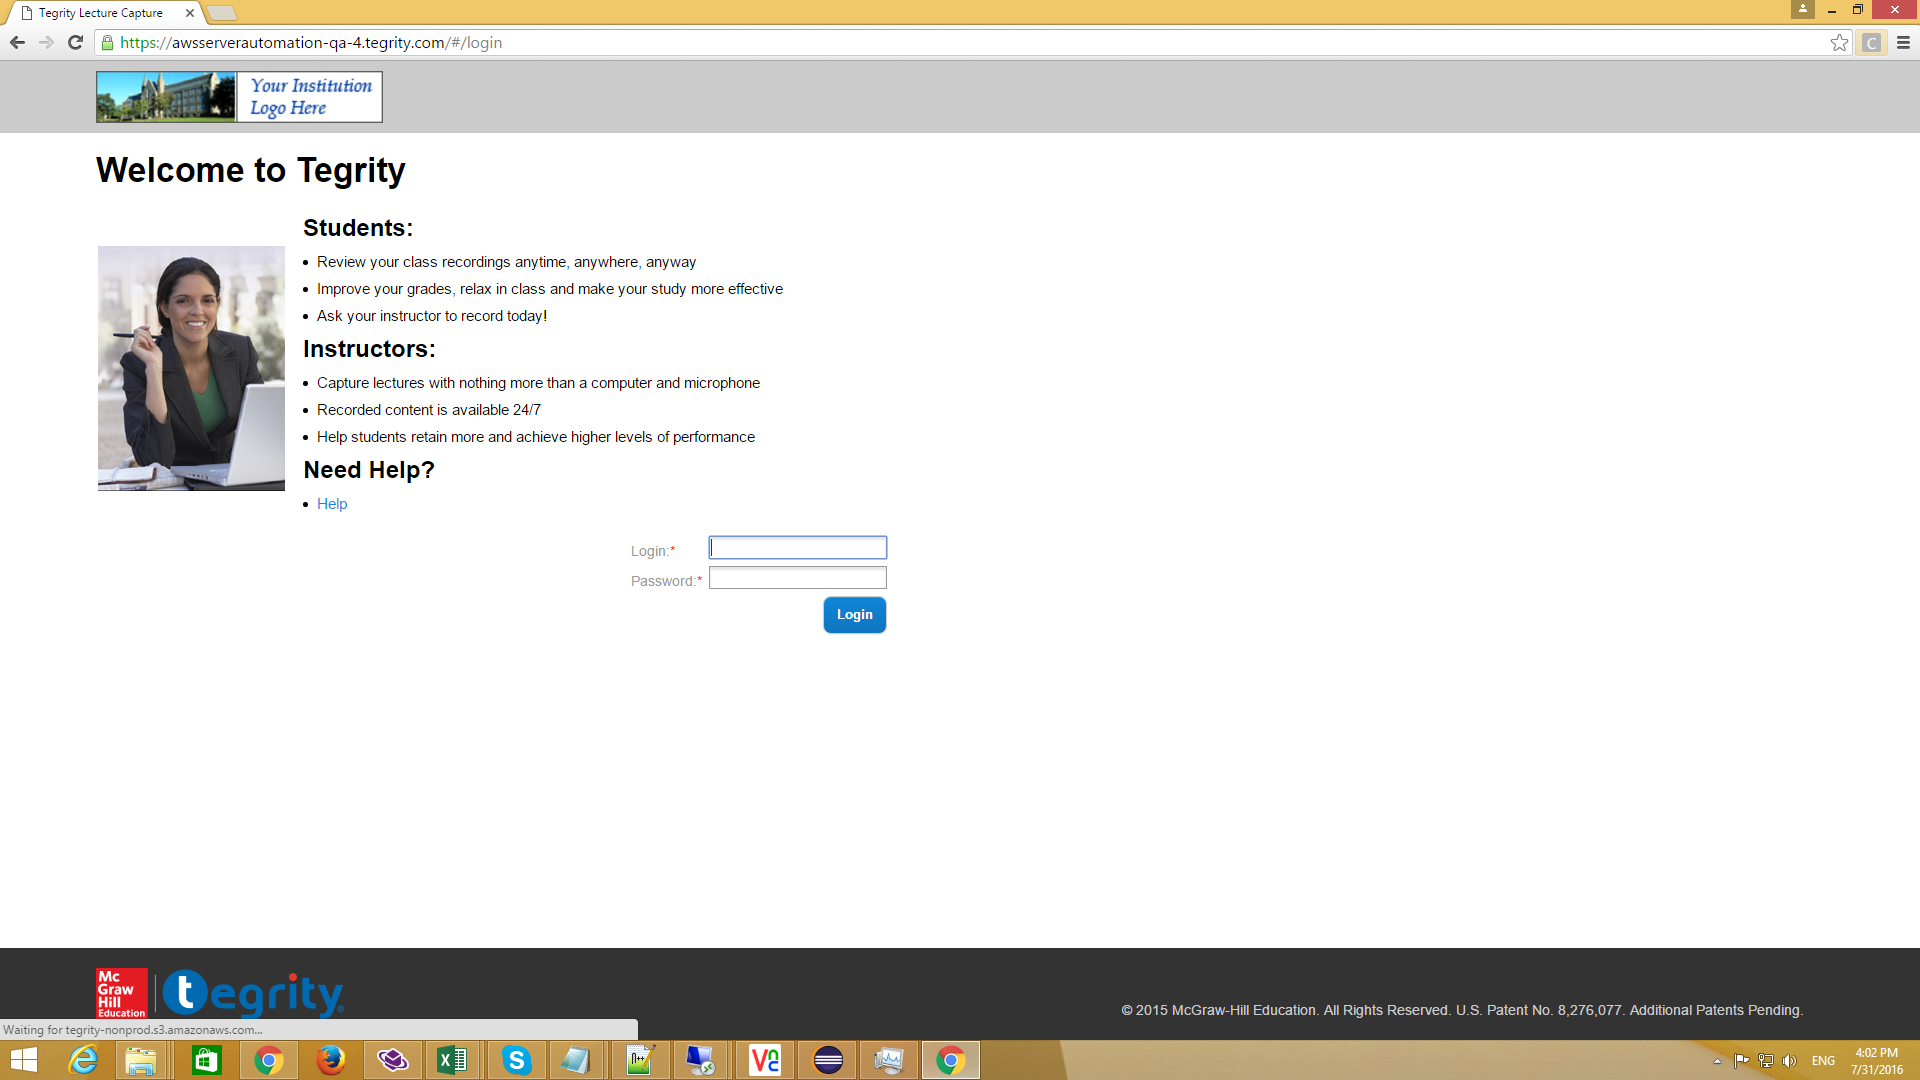 Tegrity Lecture Capture
https://awsserverautomation-qa-4.tegrity.com/#/login
C
Your Institution
Logo Here
Welcome to Tegrity
Students:
Review your class recordings anytime, anywhere, anyway
Improve your grades, relax in class and make your study more effective
Ask your instructor to record today!
Instructors:
Capture lectures with nothing more than a computer and microphone
Recorded content is available 24/7
Help students retain more and achieve higher levels of performance
Need Help?
Help
Login:*
Password:*
Login
Mc
Graw
Hill
Education
tegrity
© 2015 McGraw-Hill Education. All Rights Reserved. U.S. Patent No. 8,276,077. Additional Patents Pending.
Waiting for tegrity-nonprod.s3.amazonaws.com...
ENG
4:02 PM
7/31/2016